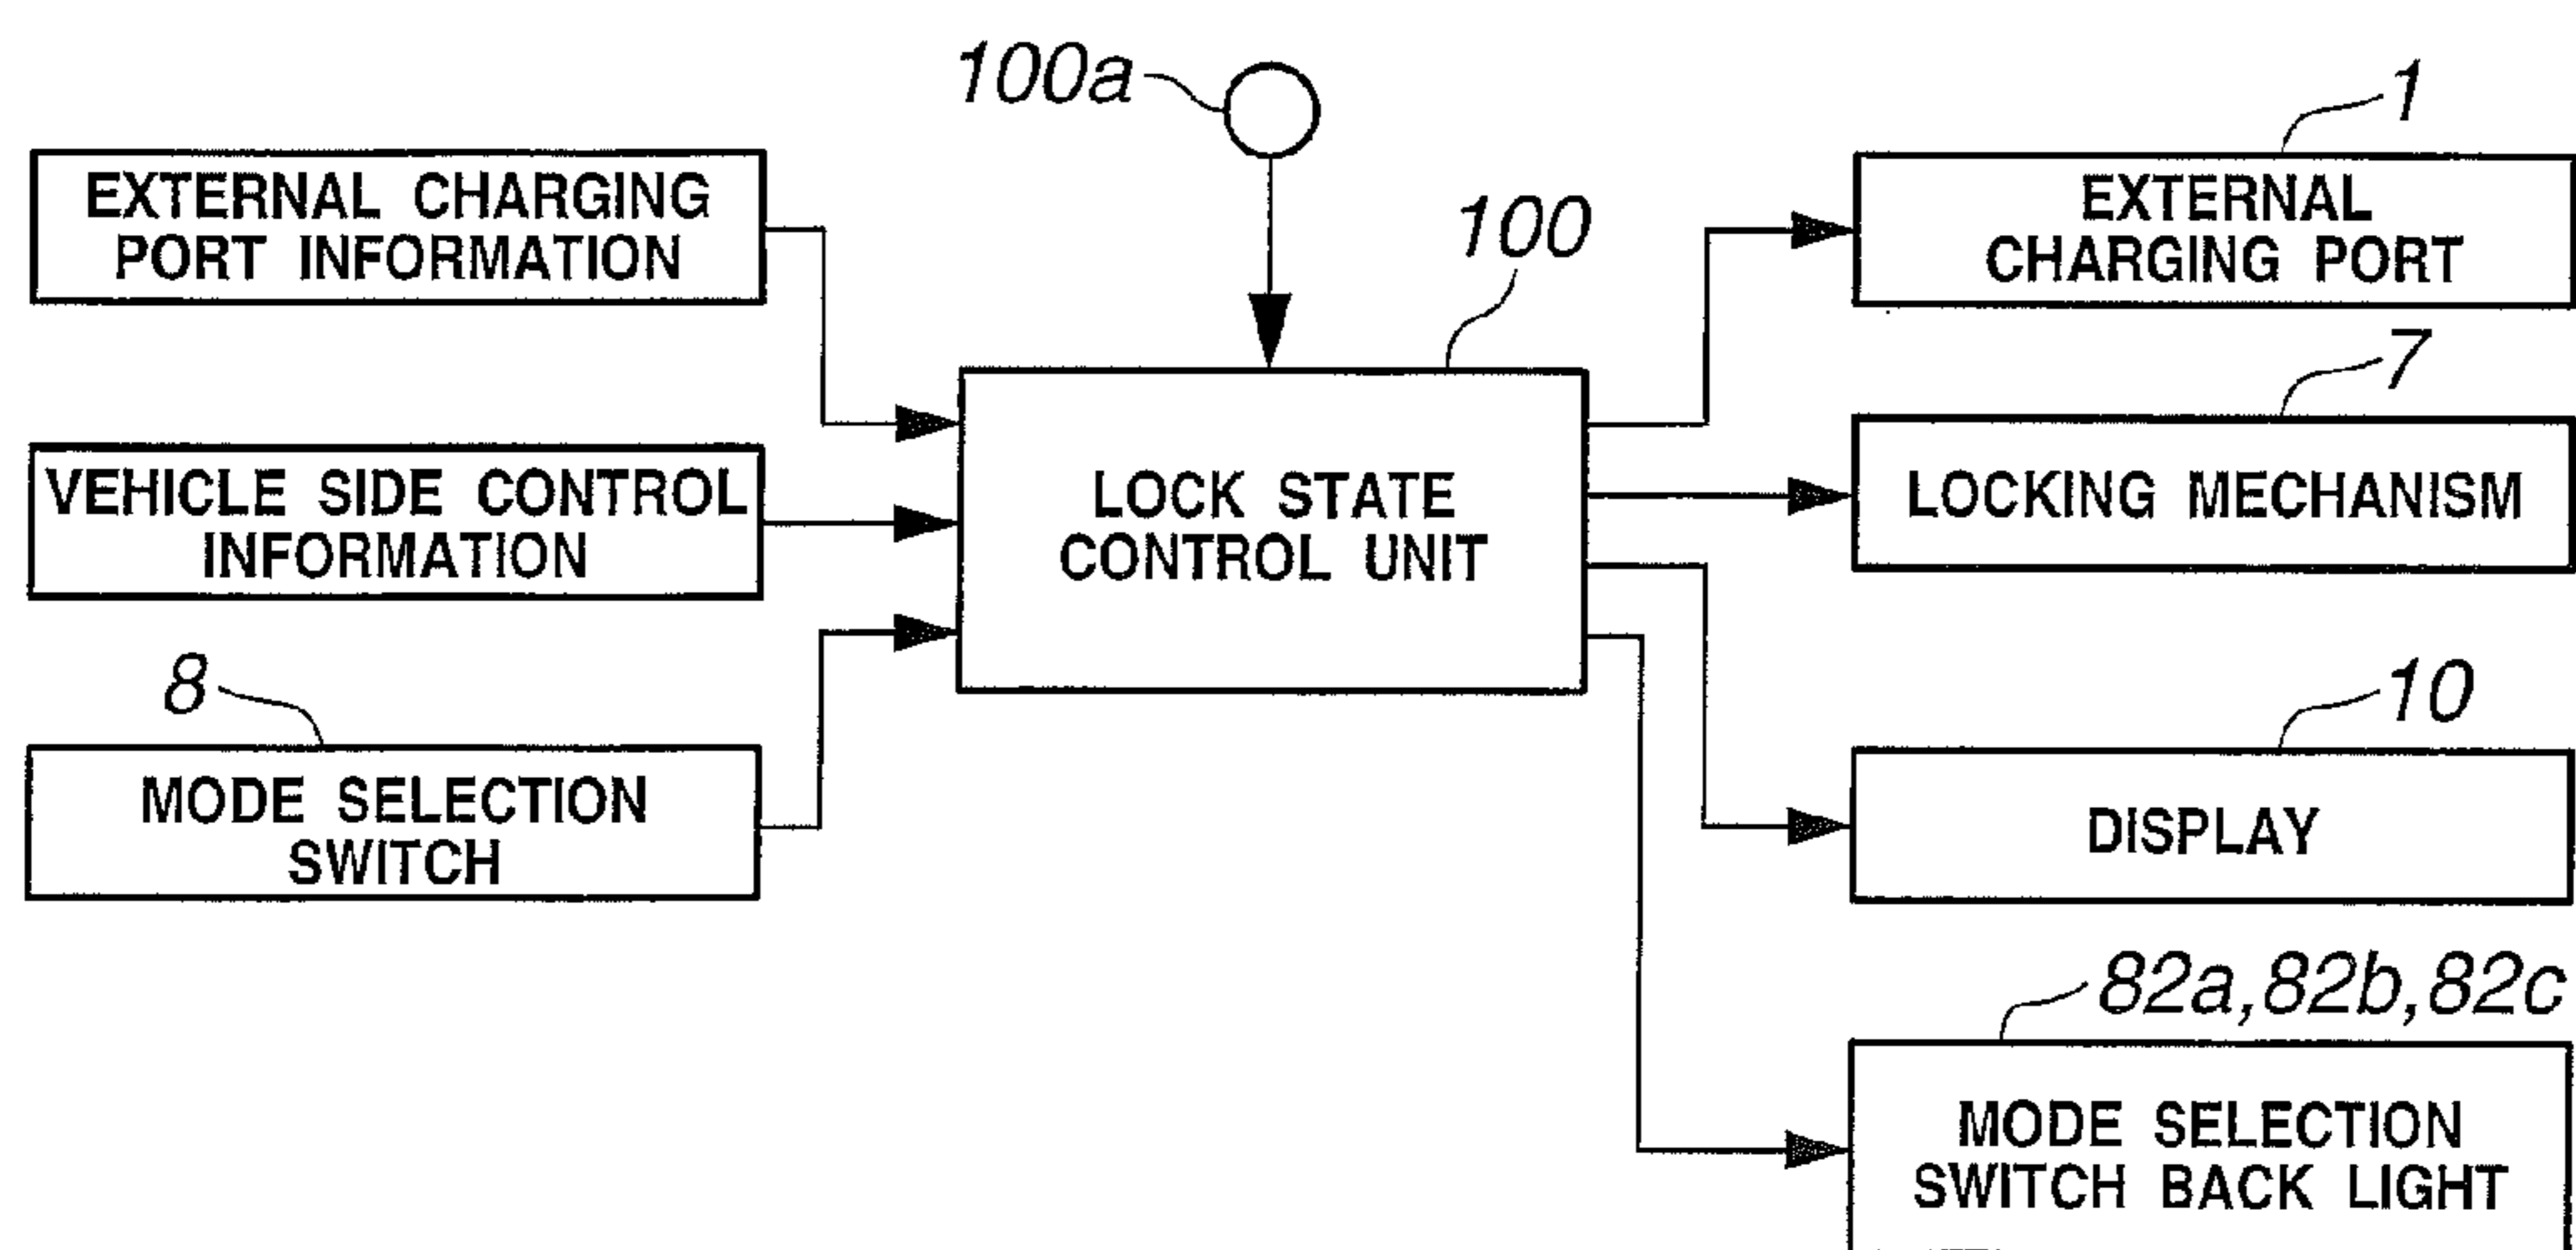 100a
1
EXTERNAL CHARGING
PORT INFORMATION
100
EXTERNAL
CHARGING PORT
7
VEHICLE SIDE CONTROL
INFORMATION
LOCK STATE
CONTROL UNIT
LOCKING MECHANISM
8
10
MODE SELECTION
SWITCH
DISPLAY
82a,82b,82c
MODE SELECTION
SWITCH BACK LIGHT